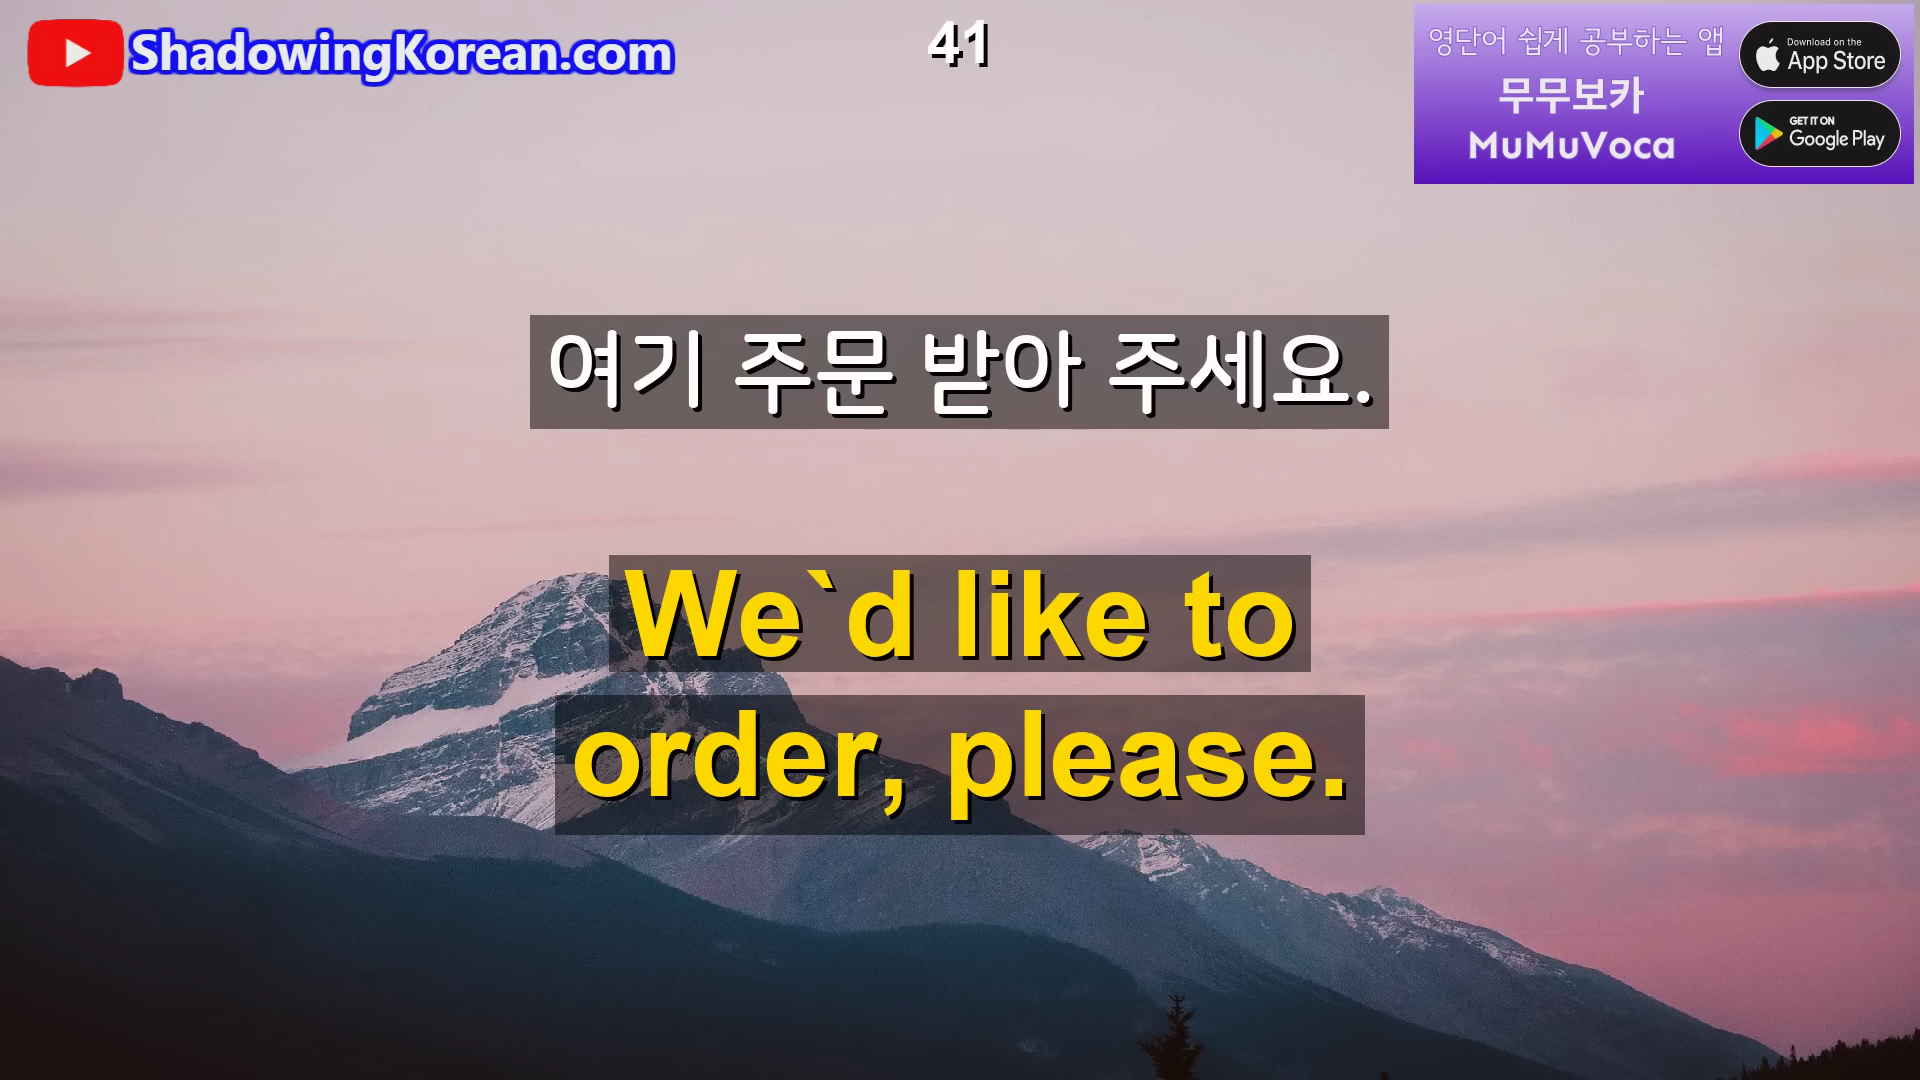 ShadowingKorean.com
41
영단어 쉽게 공부하는 앱
무무보카
MuMuVoca
Download on the
App Store
GET IT ON
Google Play
여기 주문 받아 주세요.
We`d like to
order, please.